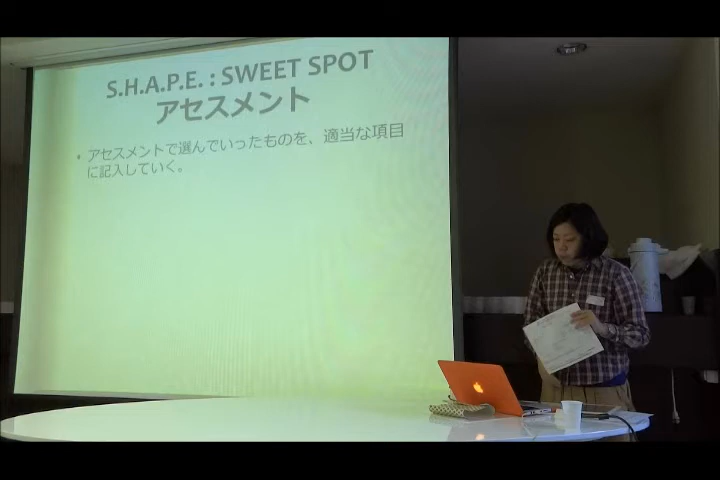 S.H.A.P.E. : SWEET SPOT
アセスメント
• アセスメントで選んでいったものを、適当な項目
に記入していく。